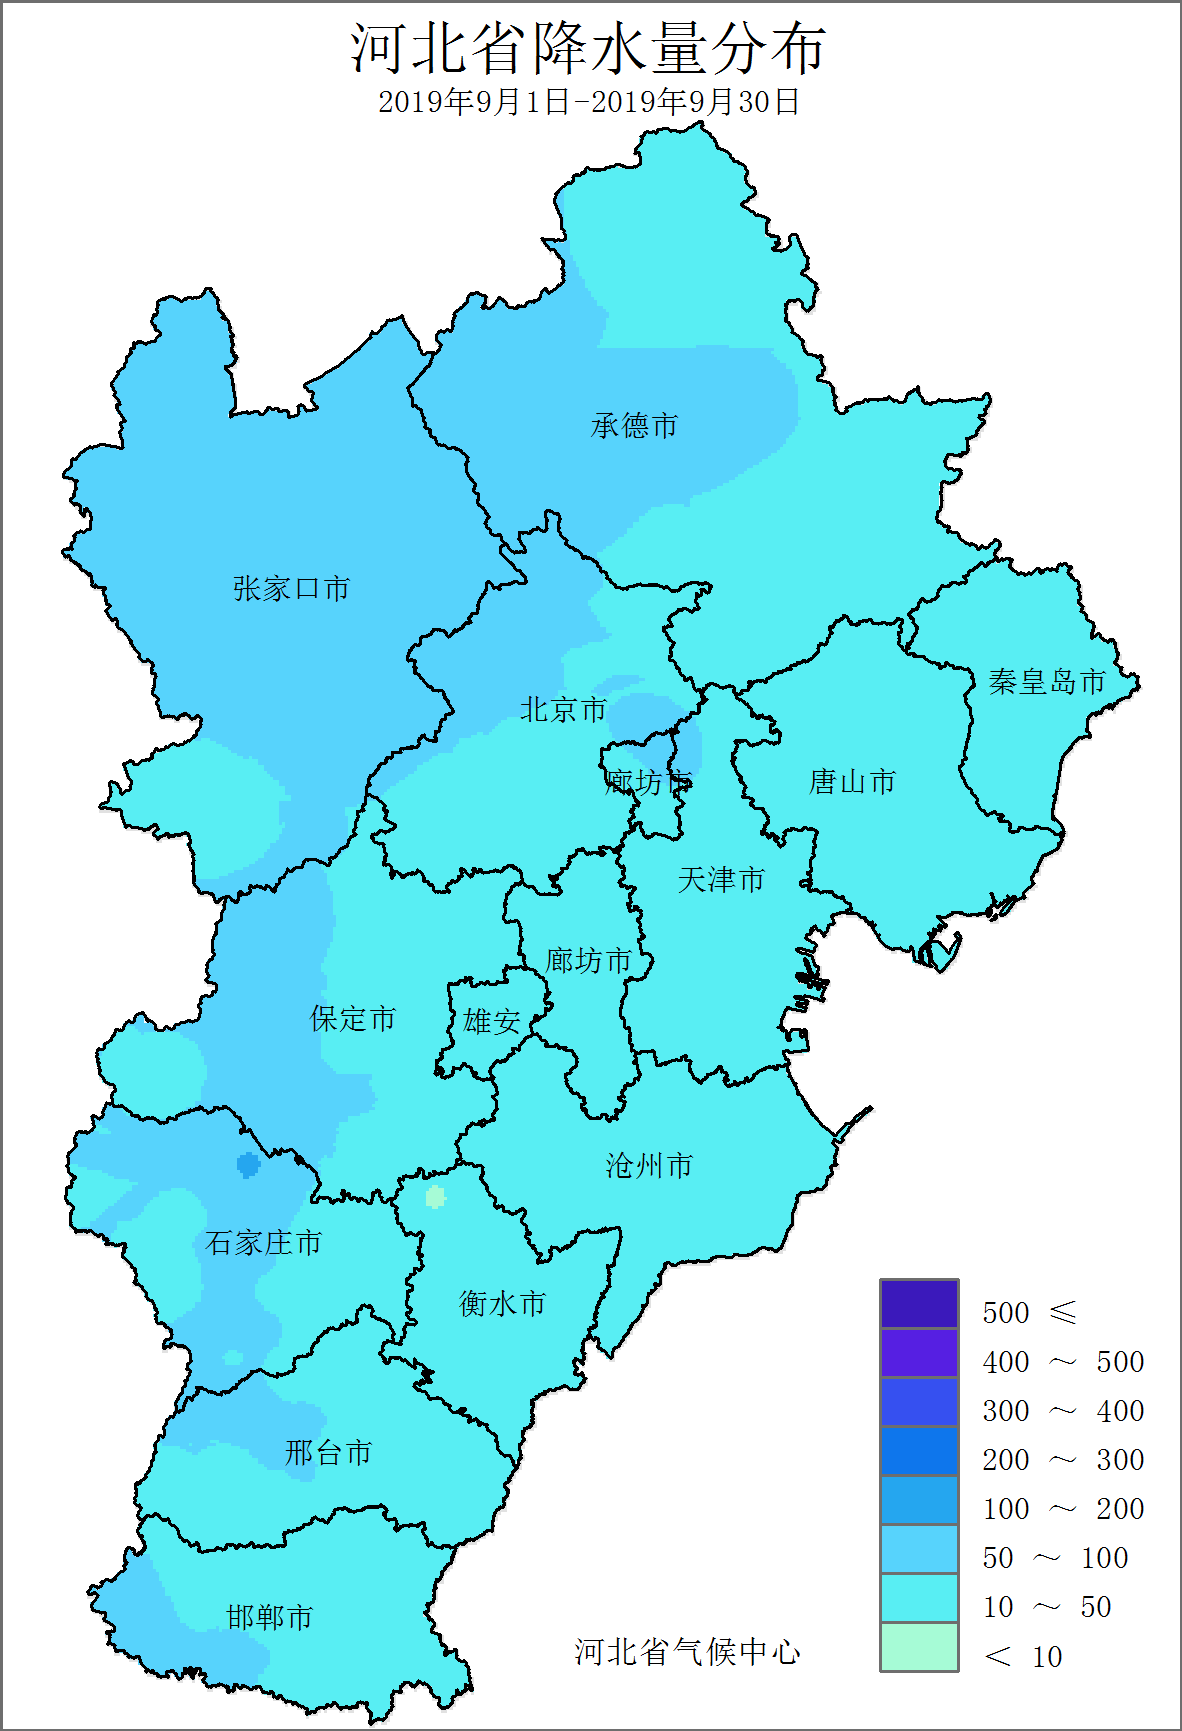 河北省降水量分布
2019年9月1日-2019年9月30日
承德市
张家口市
秦皇岛市
北京市
廊坊市
唐山市
天津市
廊坊市
保定市
雄安
沧州市
石家庄市
衡水市
邢台市
邯郸市
500 ≤
400 ～ 500
300 ～ 400
200 ～ 300
100 ～ 200
50 ～ 100
10 ～ 50
＜ 10
河北省气候中心